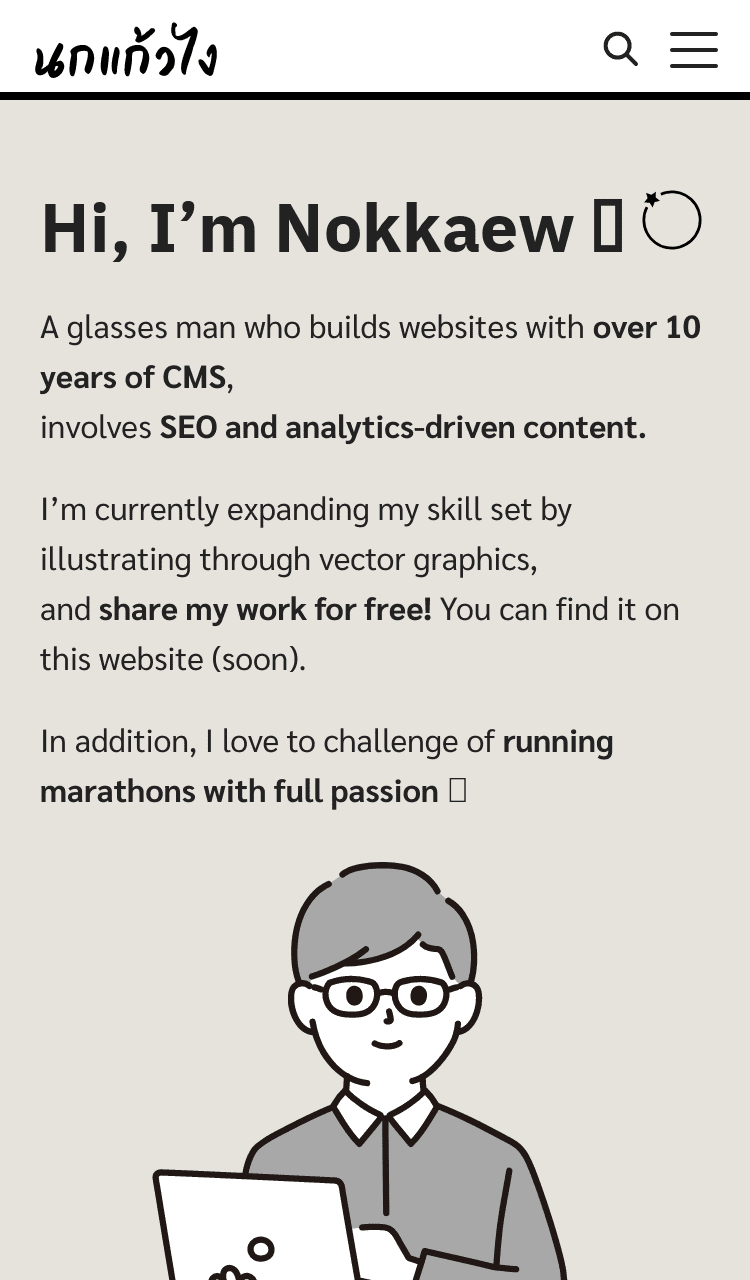 นกแก้วไง
Hi, I’m Nokkaew
A glasses man who builds websites with over 10
years of CMS,
involves SEO and analytics-driven content.
I’m currently expanding my skill set by
illustrating through vector graphics,
and share my work for free! You can find it on
this website (soon).
In addition, I love to challenge of running
marathons with full passion